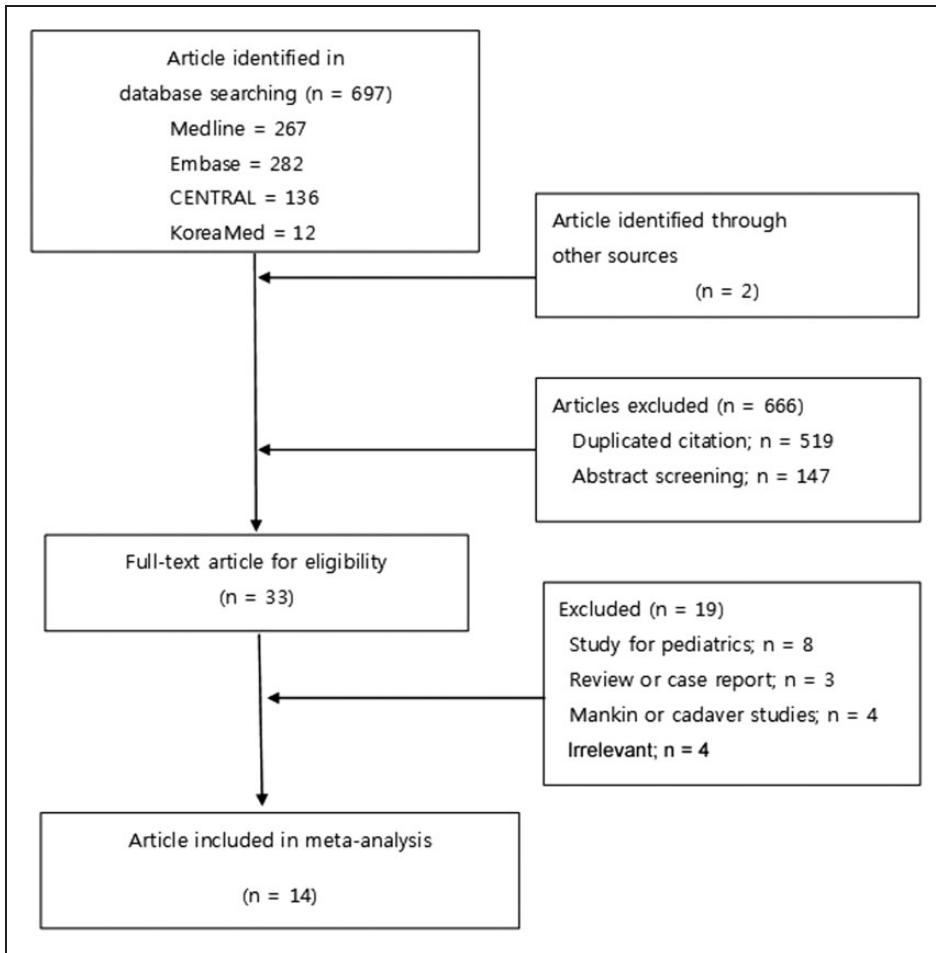 Article identified in
database searching (n = 697)
Medline = 267
Embase = 282
CENTRAL = 136
KoreaMed = 12
Article identified through
other sources
(n = 2)
Articles excluded (n = 666)
Duplicated citation; n = 519
Abstract screening; n = 147
Full-text article for eligibility
(n = 33)
Excluded (n = 19)
Study for pediatrics; n = 8
Review or case report; n = 3
Mankin or cadaver studies; n = 4
Irrelevant; n = 4
Article included in meta-analysis
(n = 14)